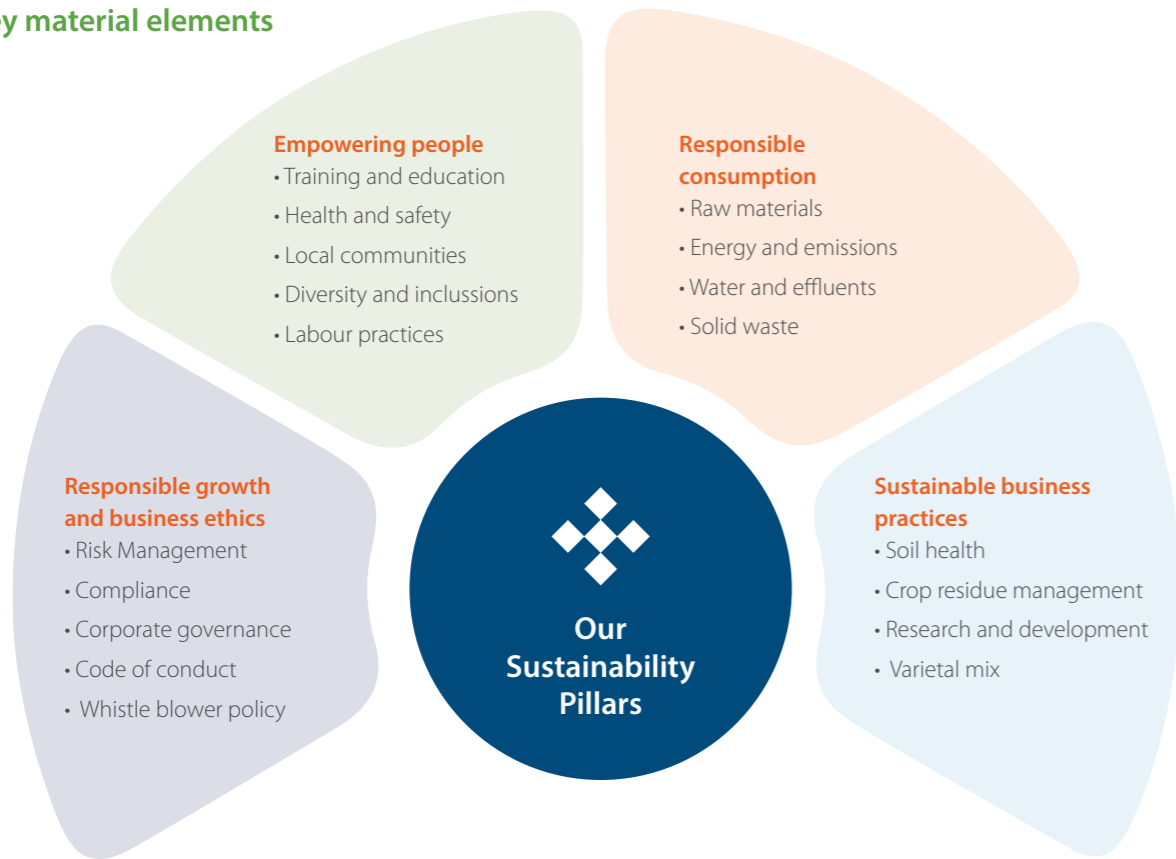 ey material elements
Empowering people
• Training and education
• Health and safety
• Local communities
• Diversity and inclussions
• Labour practices
Responsible
consumption
• Raw materials
• Energy and emissions
• Water and effluents
• Solid waste
Responsible growth
and business ethics
• Risk Management
• Compliance
• Corporate governance
• Code of conduct
• Whistle blower policy
Our
Sustainability
Pillars
Sustainable business
practices
• Soil health
• Crop residue management
• Research and development
• Varietal mix